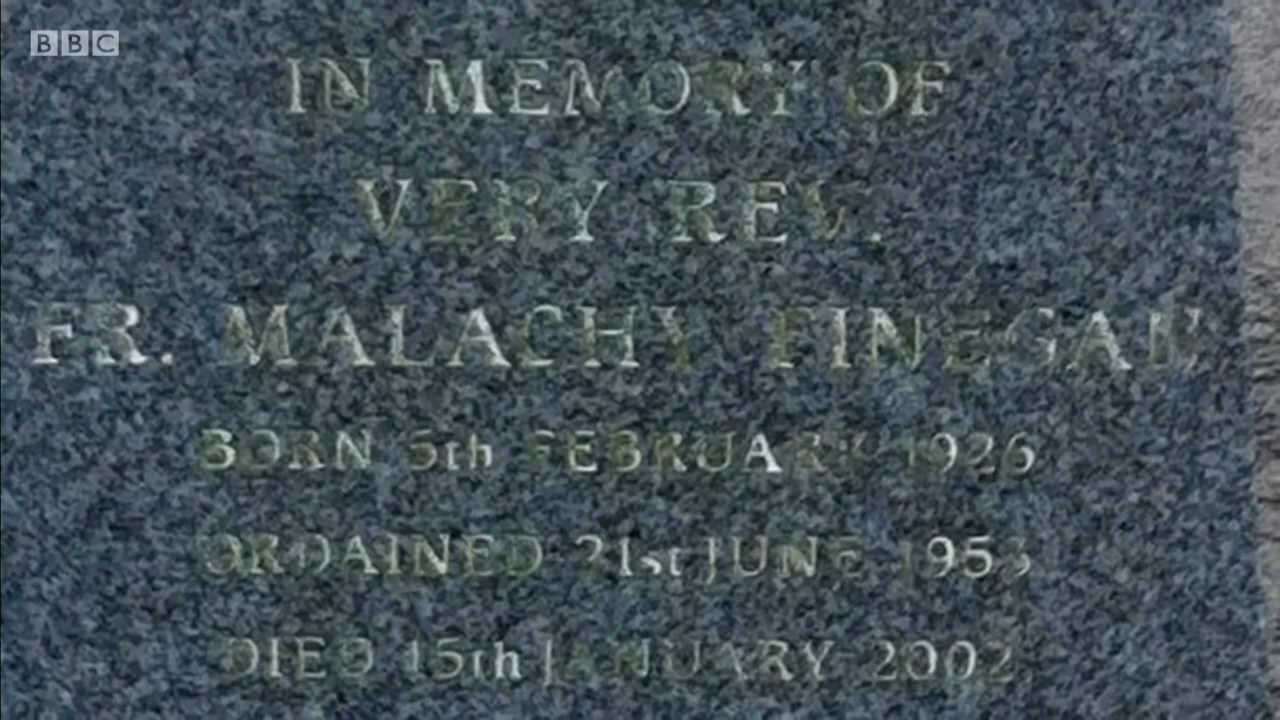 BBC
IN MEMORY OF
VERY REV.
FR. MALACHY FINEGAN
BORN 5th FEBRUARY 1926
ORDAINED 21st JUNE 1953
DIED 15th JANUARY 2002